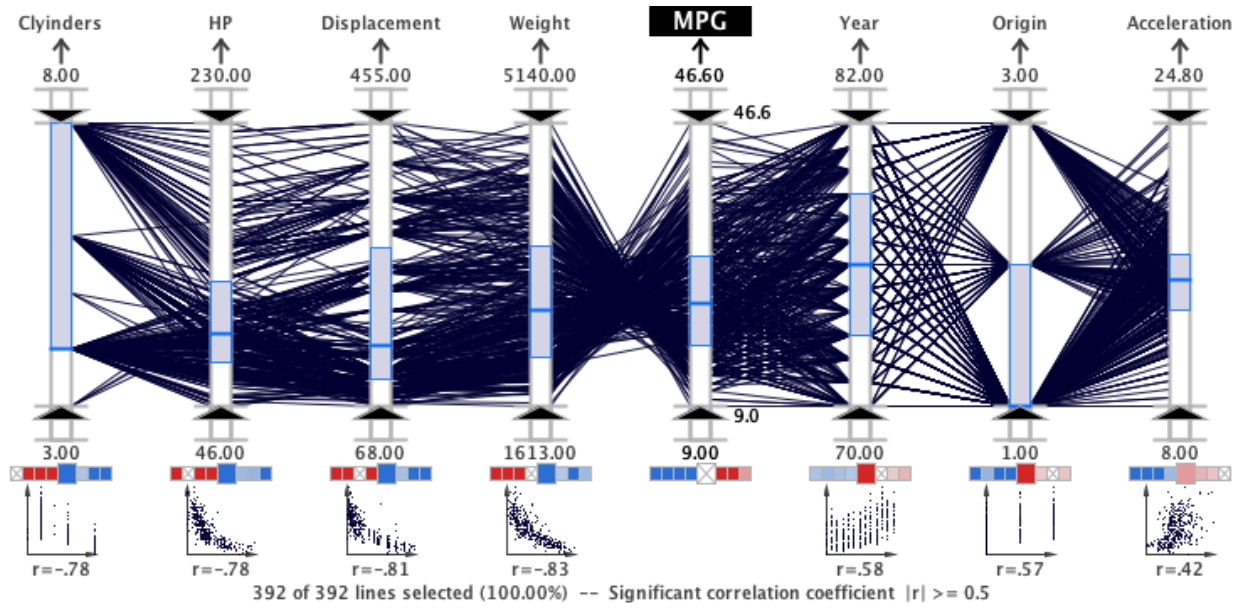 Clyinders HP Displacement Weight MPG Year Origin Acceleration
8.00 230.00 455.00 5140.00 46.60 82.00 3.00 24.80
46.6
9.0
3.00 46.00 68.00 1613.00 9.00 70.00 1.00 8.00
r=-.78 r=-.78 r=-.81 r=-.83 r=.58 r=.57 r=.42
392 of 392 lines selected (100.00%) -- Significant correlation coefficient |r| >= 0.5